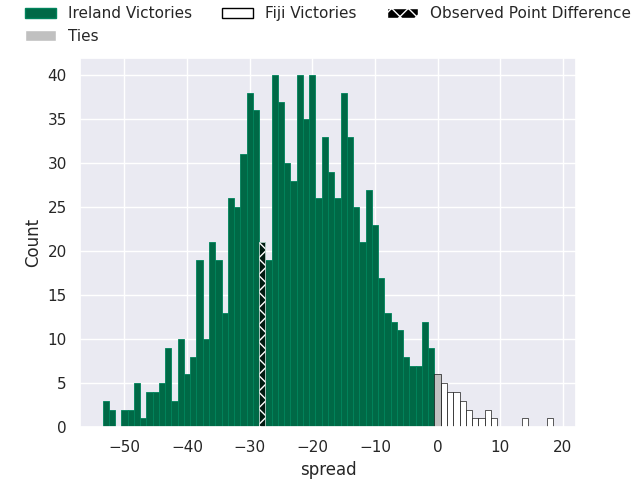 Ireland Victories Fiji Victories Observed Point Difference
Ties
40
35
30
25
20
15
10
5
0
Count
−50 −40 −30 −20 −10 0 10 20
spread